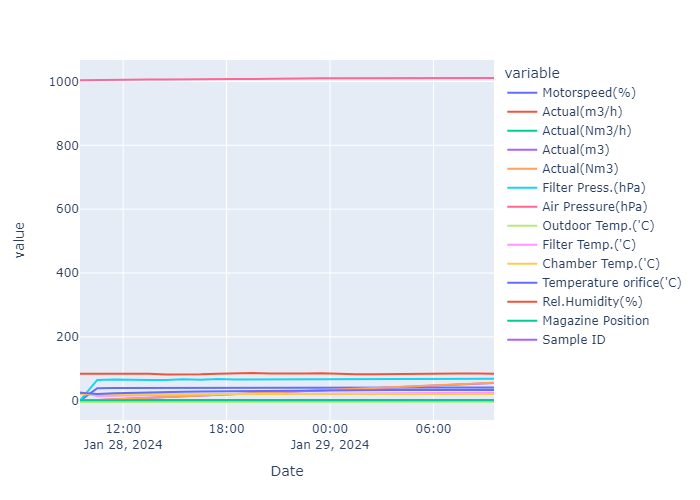 variable
Motorspeed(%)
Actual(m3/h)
Actual(Nm3/h)
Actual(m3)
Actual(Nm3)
Filter Press.(hPa)
Air Pressure(hPa)
Outdoor Temp.('C)
Filter Temp.('C)
Chamber Temp.('C)
Temperature orifice('C)
Rel.Humidity(%)
Magazine Position
Sample ID
1000
800
600
400
200
0
value
12:00 18:00 00:00 06:00
Jan 28, 2024 Jan 29, 2024
Date